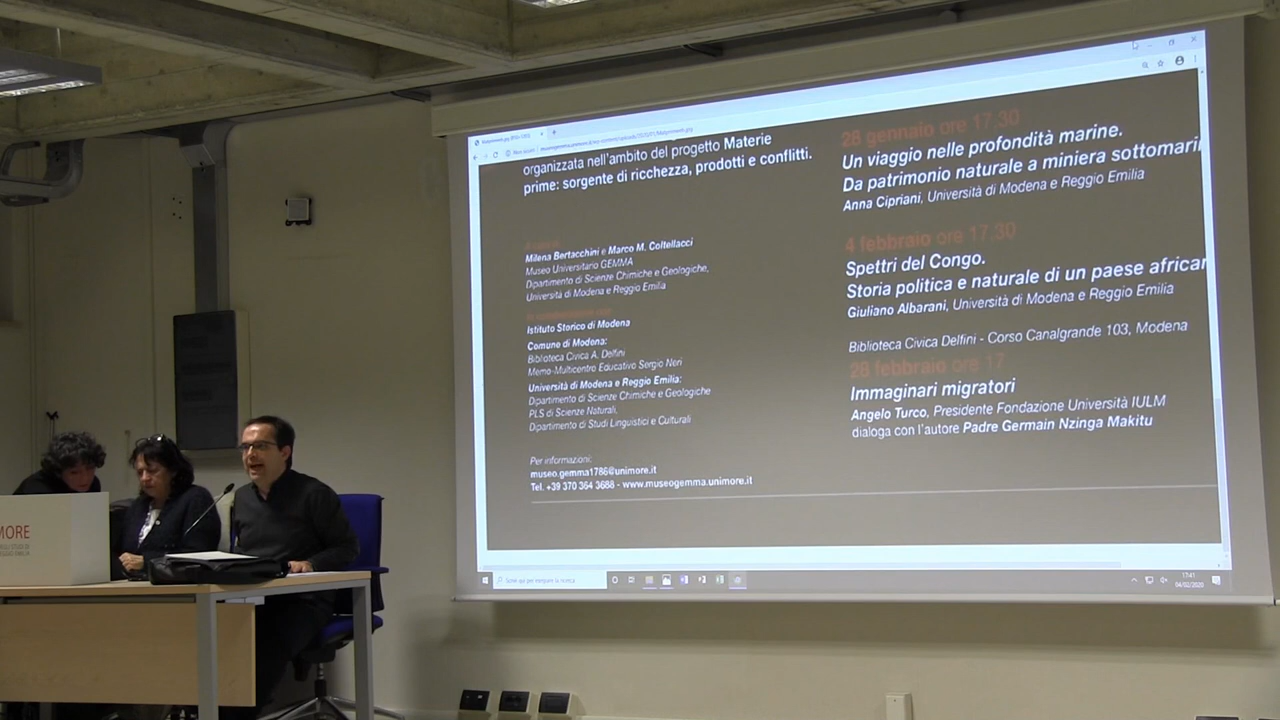 organizzata nell'ambito del progetto Materie
prime: sorgente di ricchezza, prodotti e conflitti.
Milena Bertacchini e Marco M. Coltellacci
Museo Universitario GEMMA
Dipartimento di Scienze Chimiche e Geologiche,
Università di Modena e Reggio Emilia
Istituto Storico di Modena
Comune di Modena:
Biblioteca Civica A. Delfini
Memo-Multicentro Educativo Sergio Neri
Università di Modena e Reggio Emilia:
Dipartimento di Scienze Chimiche e Geologiche
PLS di Scienze Naturali,
Dipartimento di Studi Linguistici e Culturali
Per informazioni:
museo.gemma1786@unimore.it
Tel. +39 370 364 3688 - www.museogemma.unimore.it
28 gennaio ore 17.30
Un viaggio nelle profondità marine.
Da patrimonio naturale a miniera sottomari
Anna Cipriani, Università di Modena e Reggio Emilia
4 febbraio ore 17.30
Spettri del Congo.
Storia politica e naturale di un paese africa
Giuliano Albarani, Università di Modena e Reggio Emilia
Biblioteca Civica Delfini - Corso Canalgrande 103, Modena
28 febbraio ore 17
Immaginari migratori
Angelo Turco, Presidente Fondazione Università IULM
dialoga con l'autore Padre Germain Nzinga Makitu
Scrivi qui per eseguire la ricerca
17:41
04/02/2020
MORE